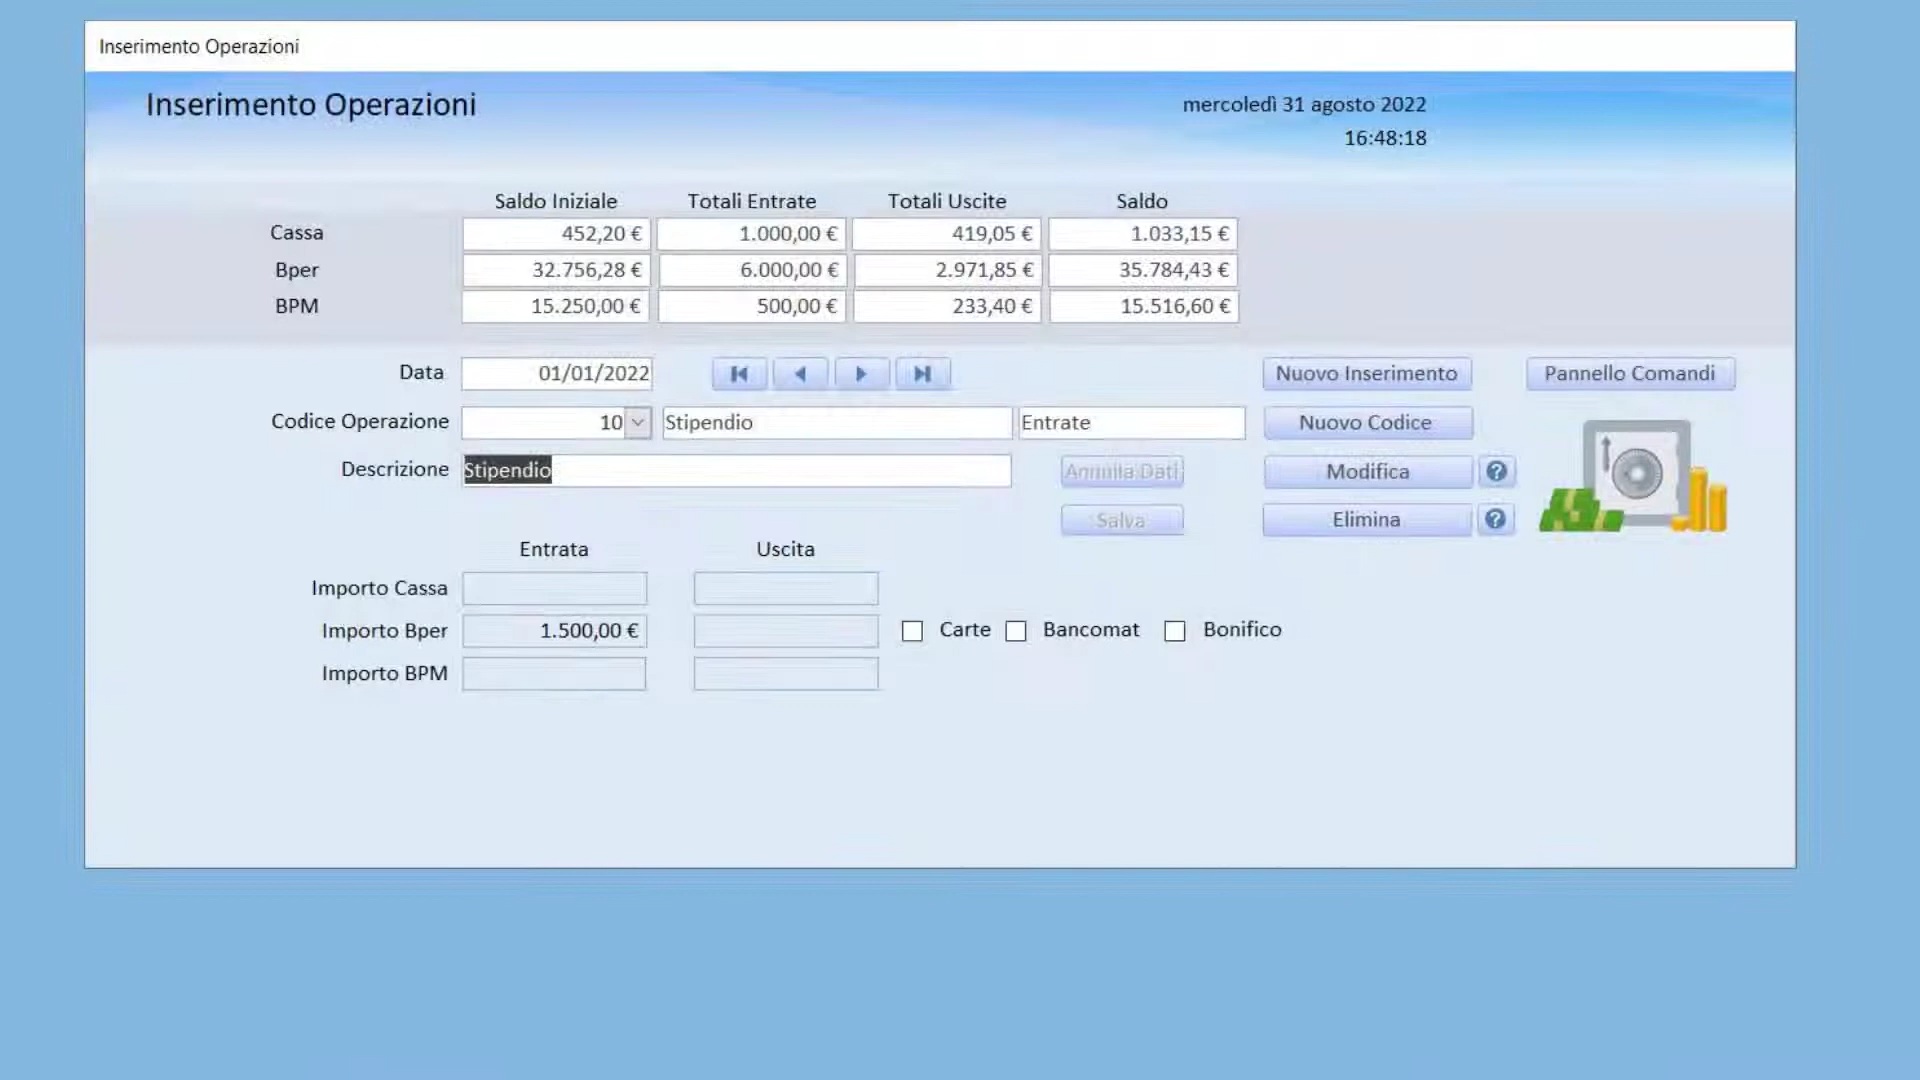 Inserimento Operazioni
Inserimento Operazioni
mercoledì 31 agosto 2022
16:48:18
Saldo Iniziale Totali Entrate Totali Uscite Saldo
Cassa 452,20 € 1.000,00 € 419,05 € 1.033,15 €
Bper 32.756,28 € 6.000,00 € 2.971,85 € 35.784,43 €
BPM 15.250,00 € 500,00 € 233,40 € 15.516,60 €
Data 01/01/2022 Nuovo Inserimento Pannello Comandi
Codice Operazione 10 Stipendio Entrate Nuovo Codice
Descrizione Stipendio Annulla Dati Modifica ?
Salva Elimina ?
Entrata Uscita
Importo Cassa
Importo Bper 1.500,00 € Carte Bancomat Bonifico
Importo BPM